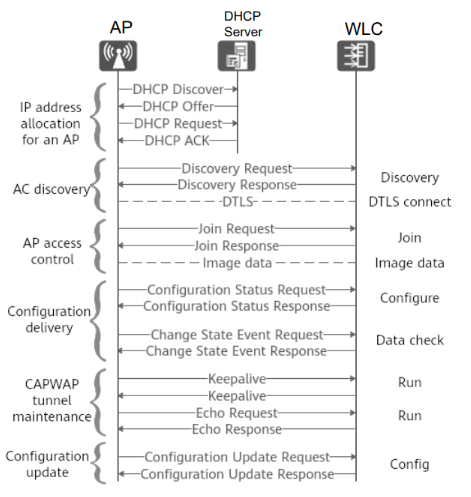 AP
DHCP
Server
WLC
IP address
allocation
for an AP
DHCP Discover
DHCP Offer
DHCP Request
DHCP ACK
AC discovery
Discovery Request
Discovery Response
DTLS
Discovery
DTLS connect
AP access
control
Join Request
Join Response
Image data
Join
Image data
Configuration
delivery
Configuration Status Request
Configuration Status Response
Change State Event Request
Change State Event Response
Configure
Data check
CAPWAP
tunnel
maintenance
Keepalive
Keepalive
Echo Request
Echo Response
Run
Run
Configuration
update
Configuration Update Request
Configuration Update Response
Config